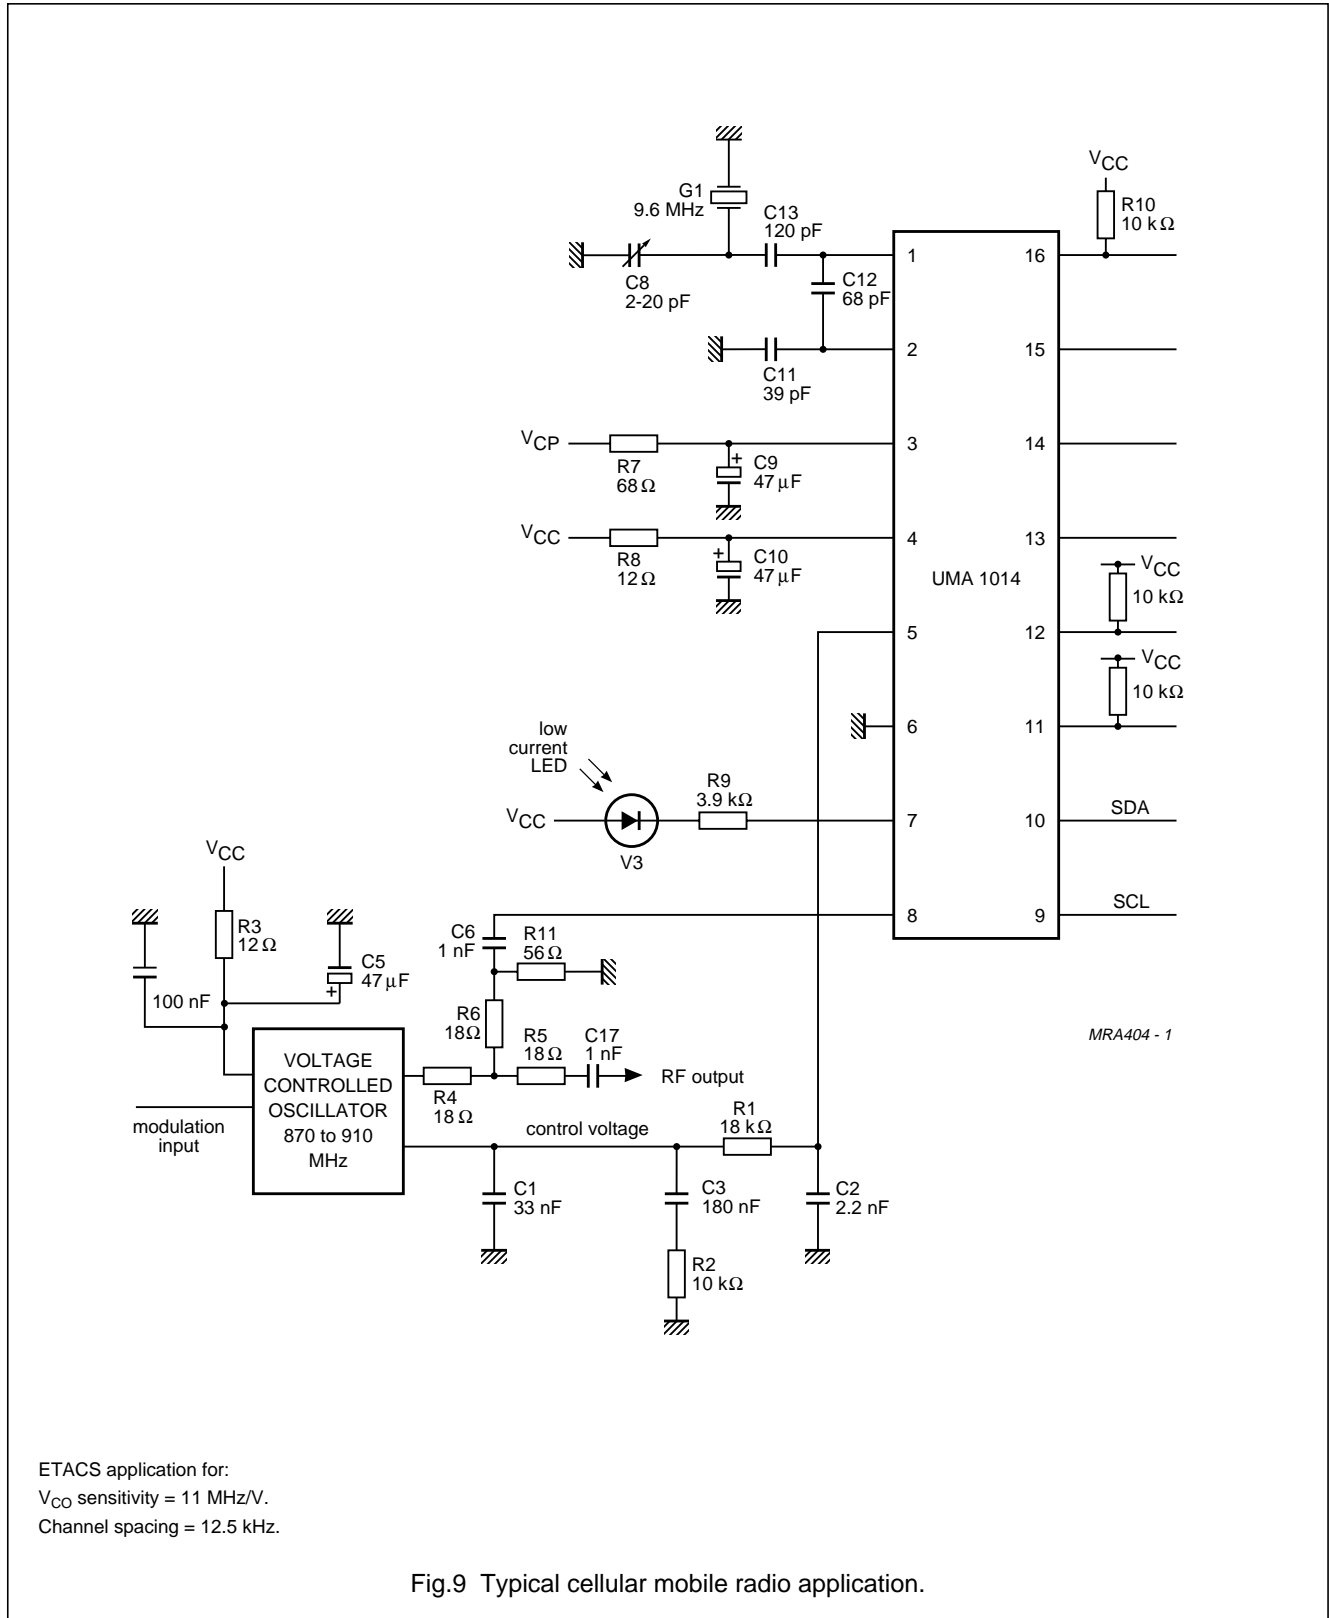 G1
9.6 MHz
C13
120 pF
C8
2-20 pF
C12
68 pF
C11
39 pF
VCC
R10
10 kΩ
1
16
2
15
VCP
R7
68 Ω
C9
+
47 µF
3
14
VCC
R8
12 Ω
+
C10
47 µF
4
13
UMA 1014
VCC
10 kΩ
5
12
VCC
10 kΩ
6
11
low
current
LED
VCC
V3
R9
3.9 kΩ
7
10
SDA
8
9
SCL
VCC
R3
12 Ω
C5
47 µF
+
100 nF
C6
1 nF
R11
56 Ω
R6
18 Ω
R5
18 Ω
C17
1 nF
RF output
R4
18 Ω
MRA404 - 1
VOLTAGE
CONTROLLED
OSCILLATOR
870 to 910
MHz
modulation
input
control voltage
R1
18 kΩ
C1
33 nF
C3
180 nF
C2
2.2 nF
R2
10 kΩ
ETACS application for:
VCO sensitivity = 11 MHz/V.
Channel spacing = 12.5 kHz.
Fig.9 Typical cellular mobile radio application.